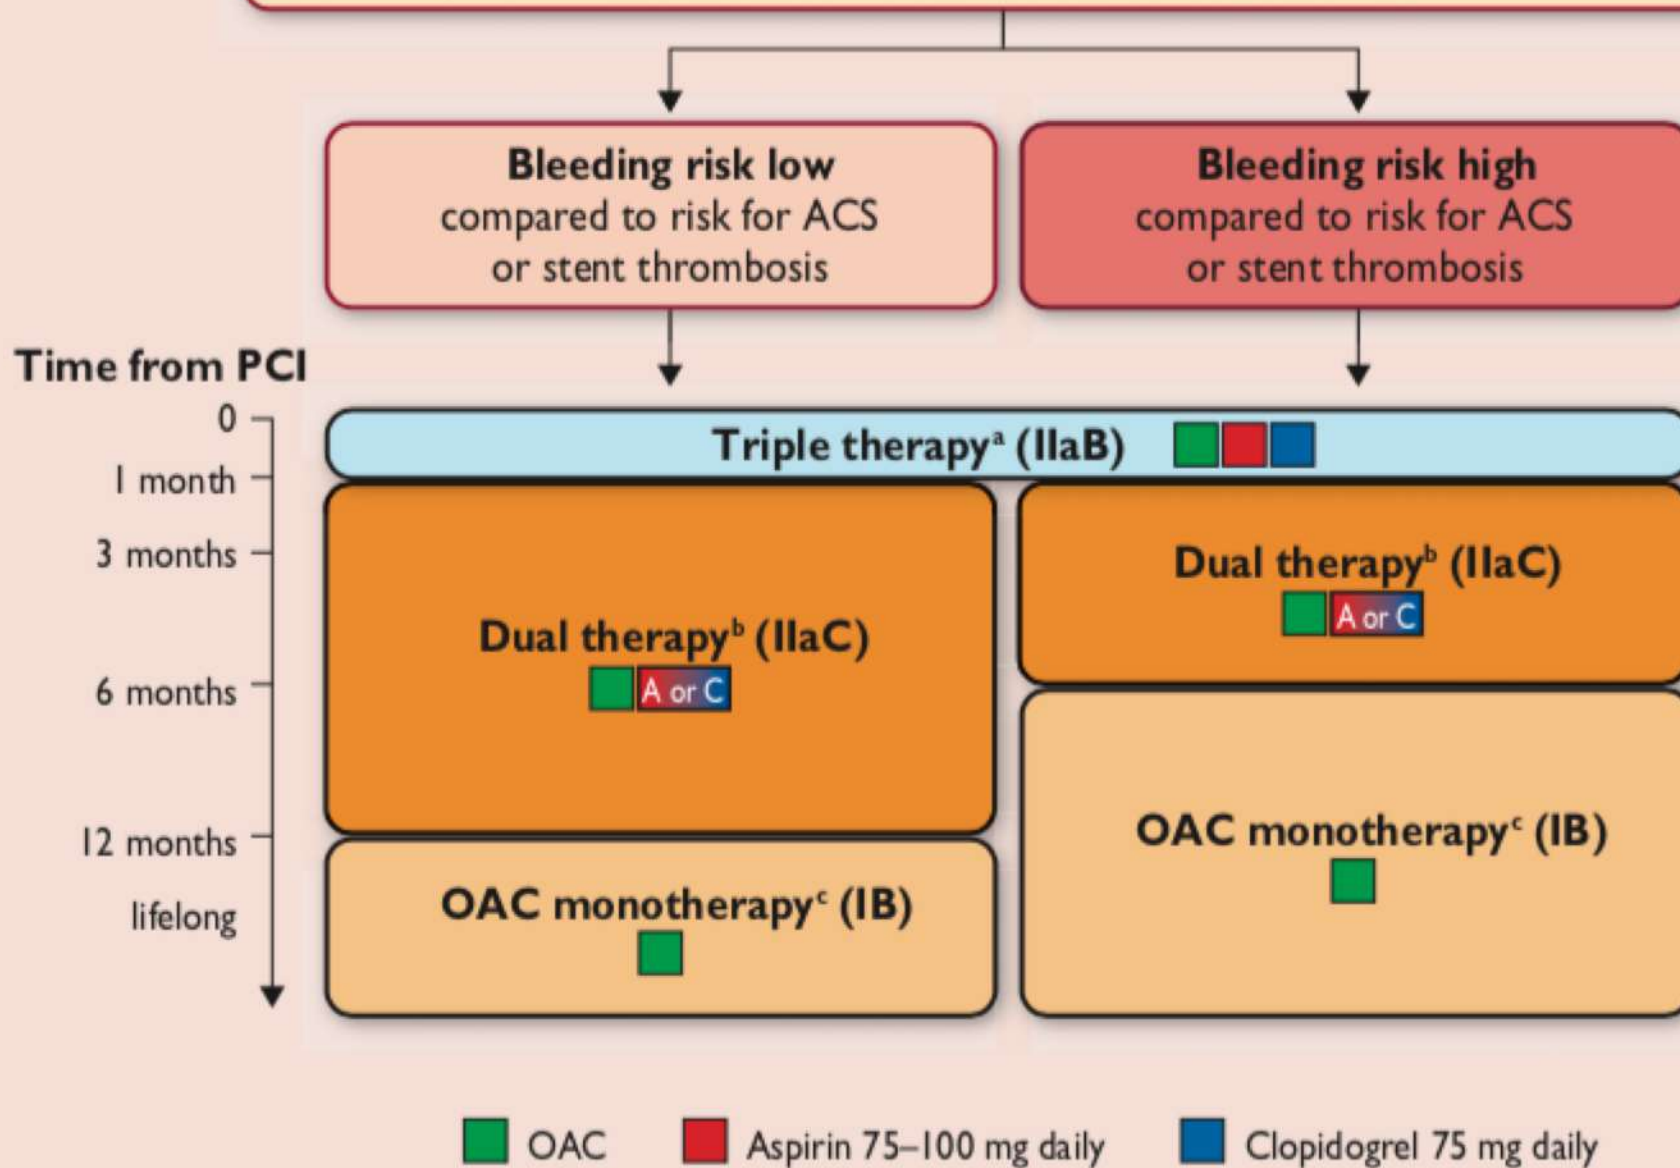 Bleeding risk low
compared to risk for ACS
or stent thrombosis
Bleeding risk high
compared to risk for ACS
or stent thrombosis
Time from PCI
0
1 month
3 months
6 months
12 months
lifelong
Triple therapyᵃ (IIaB)
Dual therapyᵇ (IIaC)
A or C
OAC monotherapyᶜ (IB)
Dual therapyᵇ (IIaC)
A or C
OAC monotherapyᶜ (IB)
OAC
Aspirin 75–100 mg daily
Clopidogrel 75 mg daily